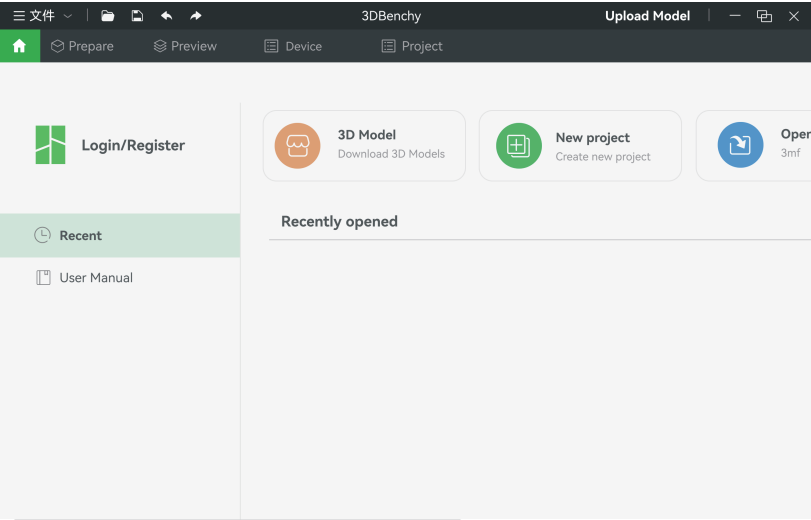 文件
3DBenchy
Upload Model
Prepare
Preview
Device
Project
Login/Register
3D Model
Download 3D Models
New project
Create new project
Open
3mf
Recent
User Manual
Recently opened